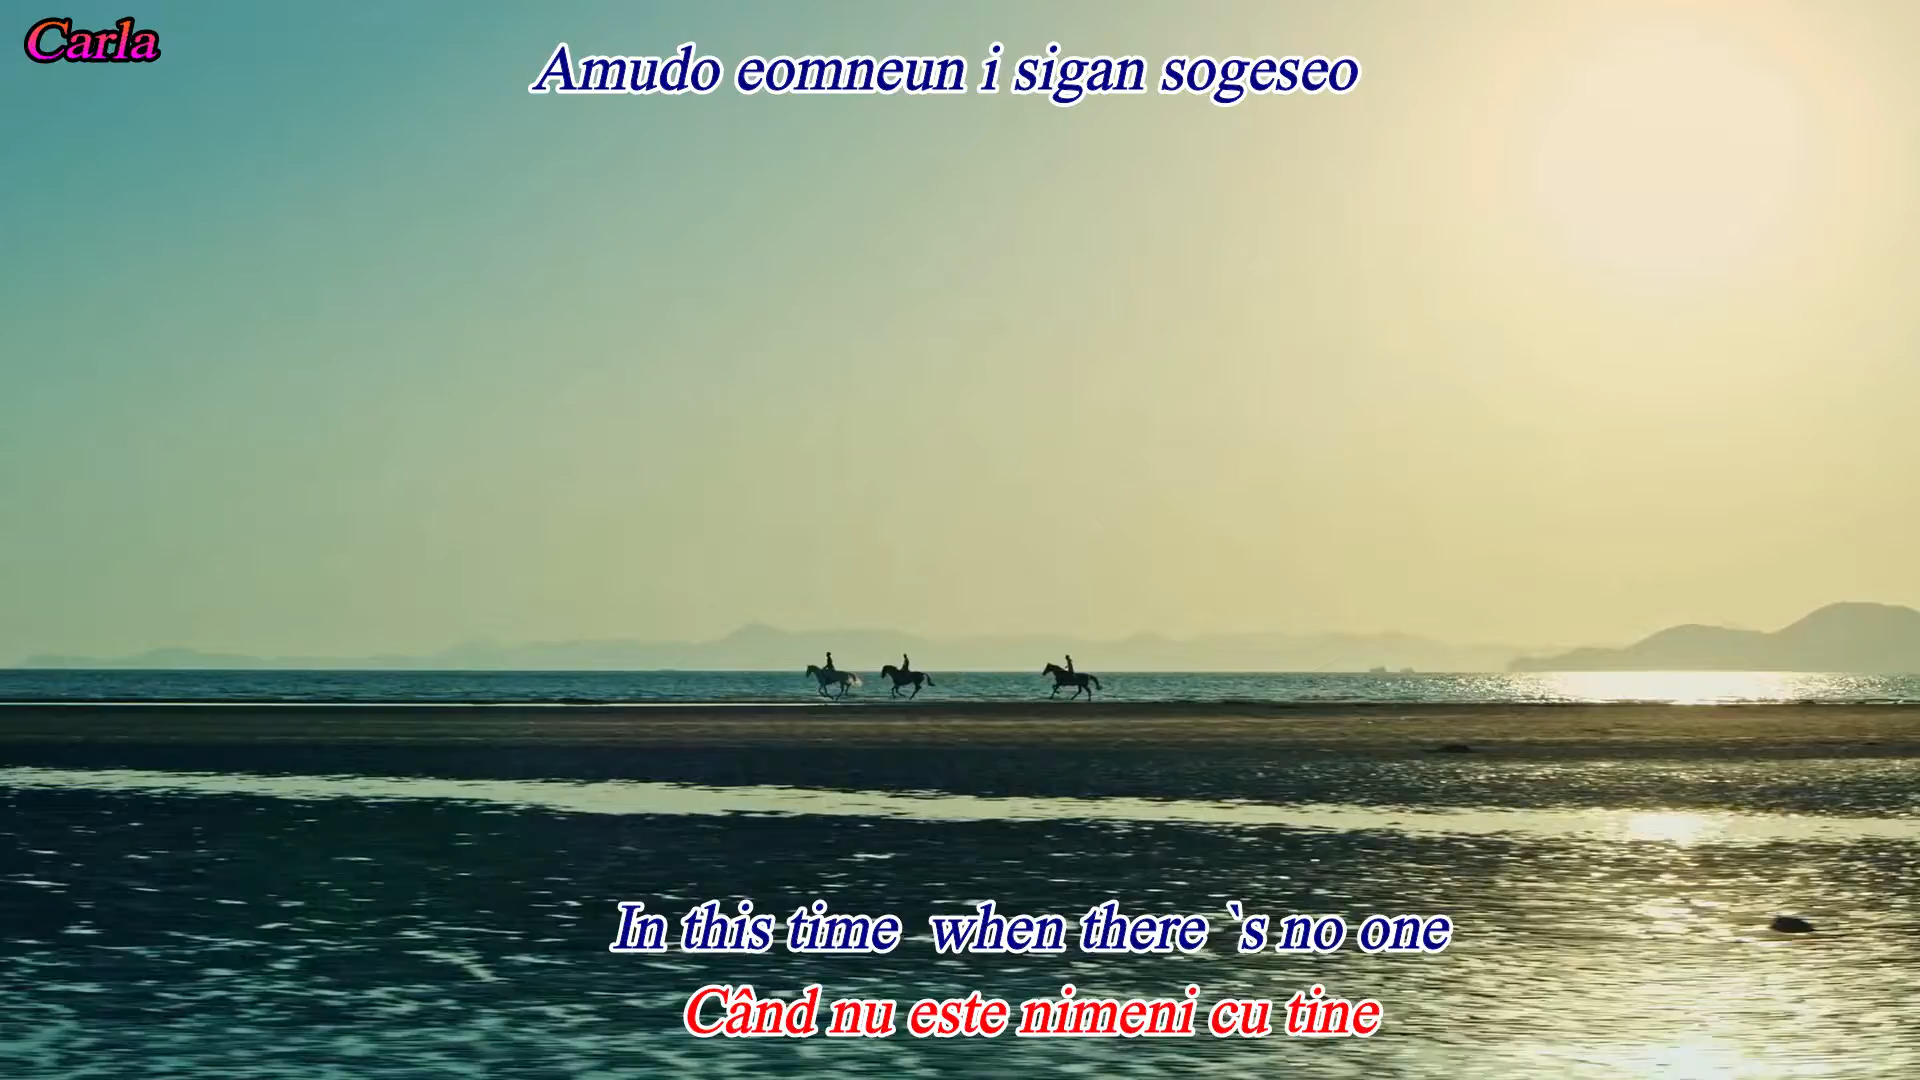 Carla
Amudo eomneun i sigan sogeseo
In this time  when there `s no one
Când nu este nimeni cu tine